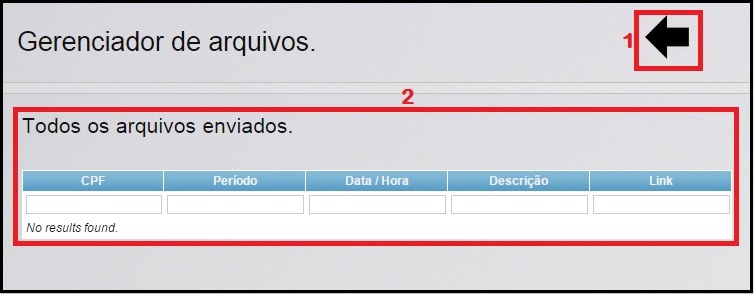 Gerenciador de arquivos.
1
2
Todos os arquivos enviados.
CPF Período Data / Hora Descrição Link
No results found.